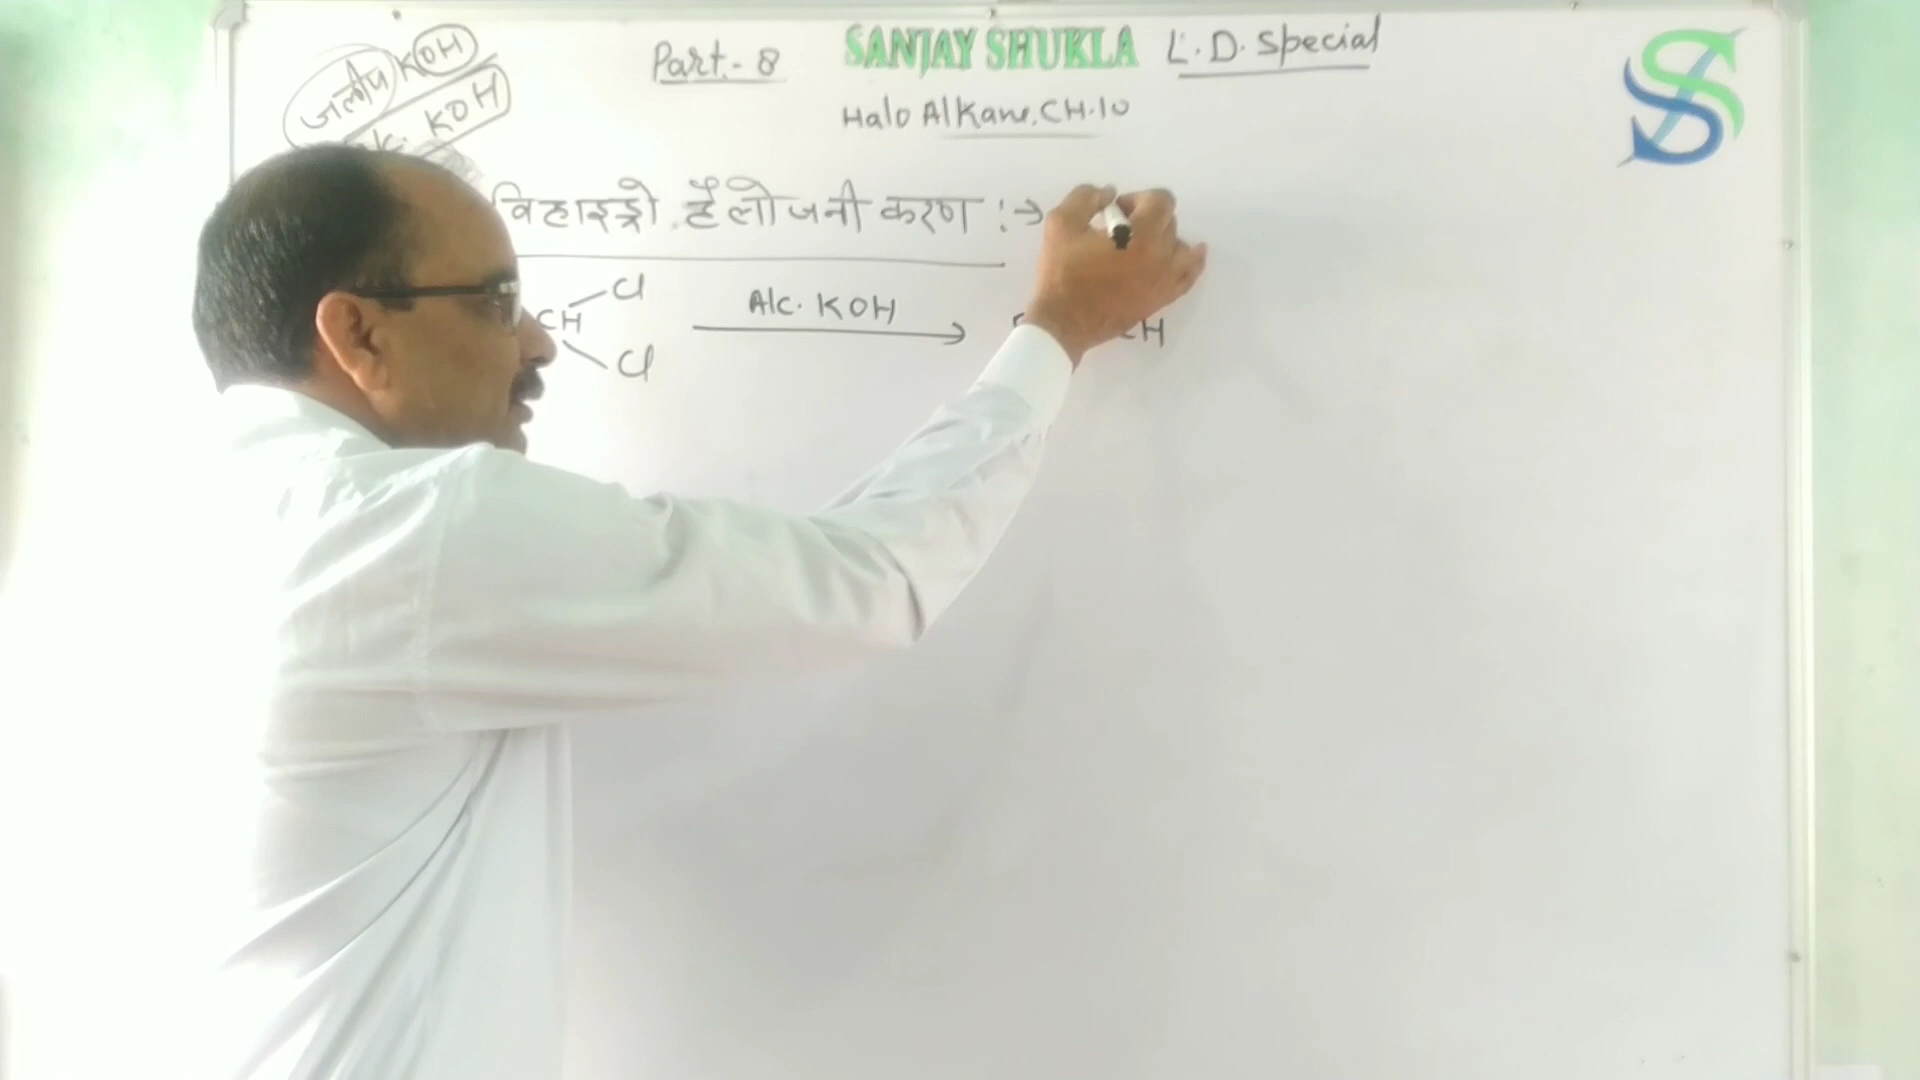 जलीय KOH
KOH
Part.- 8 SANJAY SHUKLA L.D. Special
Halo Alkane, CH.10
विहाइड्रो हैलोजनी करण :→
CH Cl Cl Alc. KOH → CH